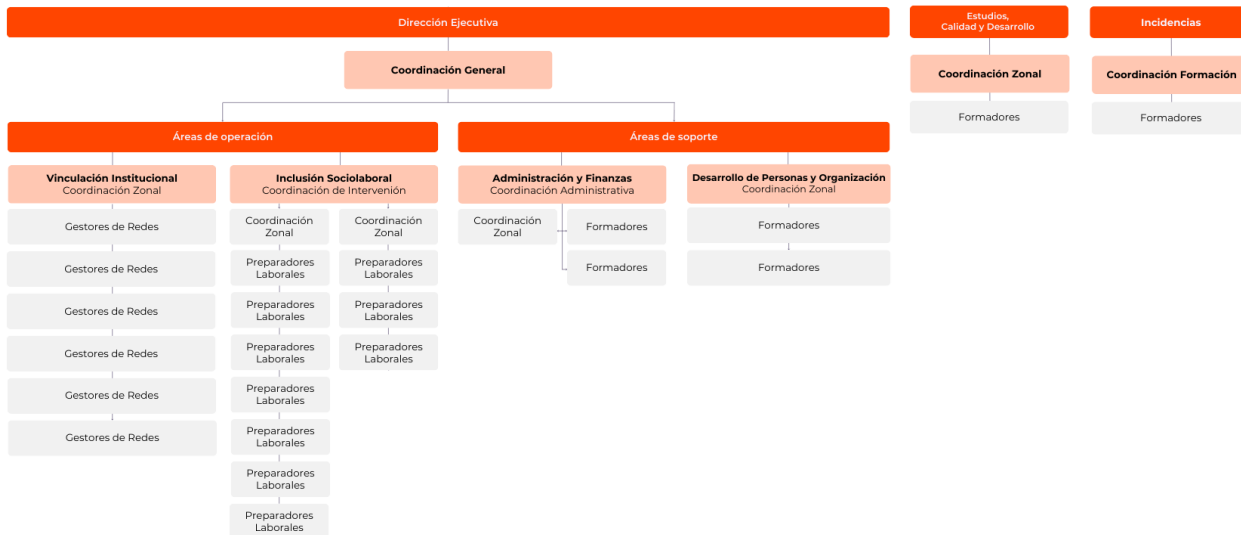 Dirección Ejecutiva
Coordinación General
Áreas de operación
Vinculación Institucional
Coordinación Zonal
Gestores de Redes
Gestores de Redes
Gestores de Redes
Gestores de Redes
Gestores de Redes
Gestores de Redes
Inclusión Sociolaboral
Coordinación de Intervenión
Coordinación
Zonal
Preparadores
Laborales
Preparadores
Laborales
Preparadores
Laborales
Preparadores
Laborales
Preparadores
Laborales
Preparadores
Laborales
Preparadores
Laborales
Coordinación
Zonal
Preparadores
Laborales
Preparadores
Laborales
Preparadores
Laborales
Áreas de soporte
Administración y Finanzas
Coordinación Administrativa
Coordinación
Zonal
Formadores
Formadores
Desarrollo de Personas y Organización
Coordinación Zonal
Formadores
Formadores
Estudios,
Calidad y Desarrollo
Coordinación Zonal
Formadores
Incidencias
Coordinación Formación
Formadores